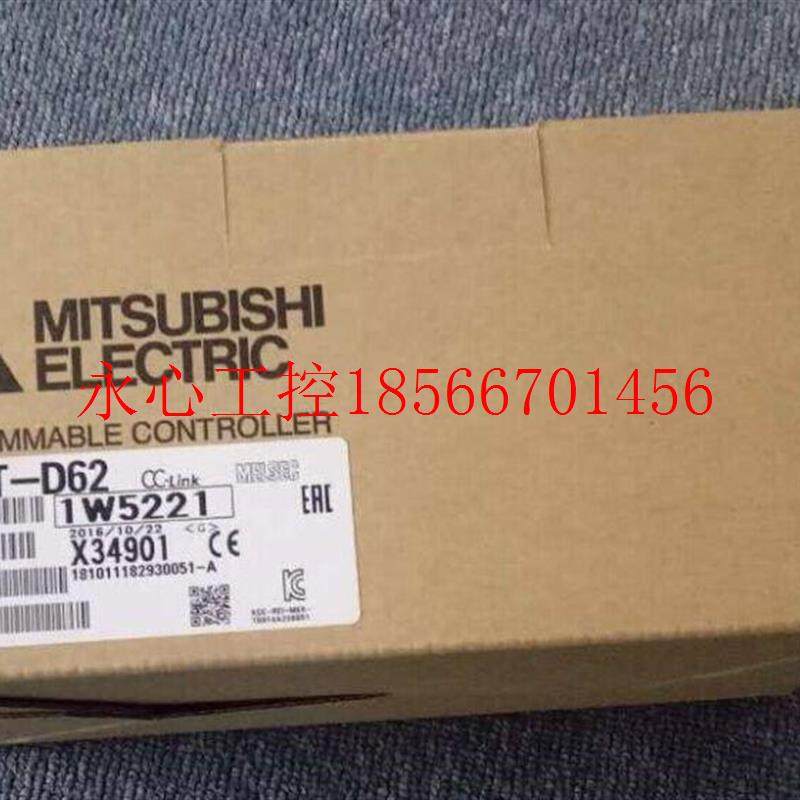 MITSUBISHI
ELECTRIC
永心工控18566701456
MMABLE CONTROLLER
T-D62 CC-Link MELSEC
1W5221
EAC
2016/10/22 <G>
X34901 CE
181011182930051-A